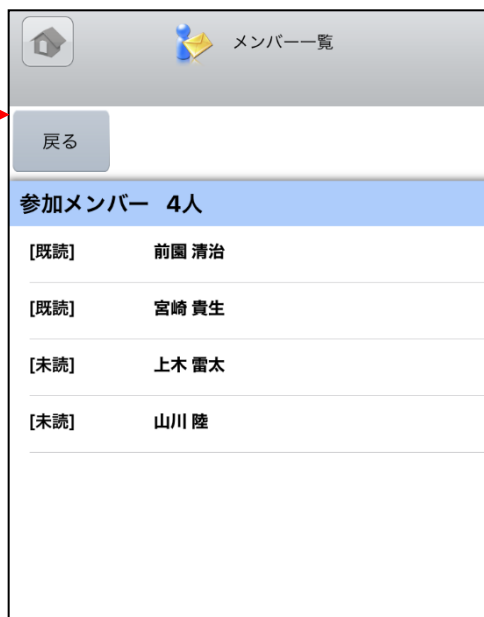 メンバー一覧
戻る
参加メンバー 4人
[既読] 前園 清治
[既読] 宮崎 貴生
[未読] 上木 雷太
[未読] 山川 陸